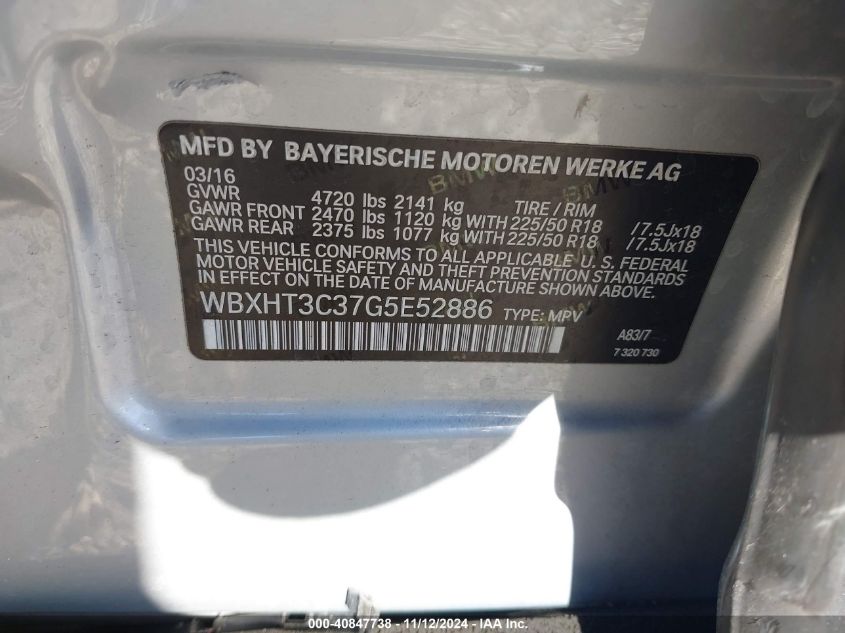 MFD BY BAYERISCHE MOTOREN WERKE AG
03/16
GVWR 4720 lbs 2141 kg TIRE / RIM
GAWR FRONT 2470 lbs 1120 kg WITH 225/50 R18 /7.5Jx18
GAWR REAR 2375 lbs 1077 kg WITH 225/50 R18 /7.5Jx18
THIS VEHICLE CONFORMS TO ALL APPLICABLE U.S. FEDERAL
MOTOR VEHICLE SAFETY AND THEFT PREVENTION STANDARDS
IN EFFECT ON THE DATE OF MANUFACTURE SHOWN ABOVE.
WBXHT3C37G5E52886 TYPE: MPV
A83/7
7 320 730
000-40847738 - 11/12/2024 - IAA Inc.